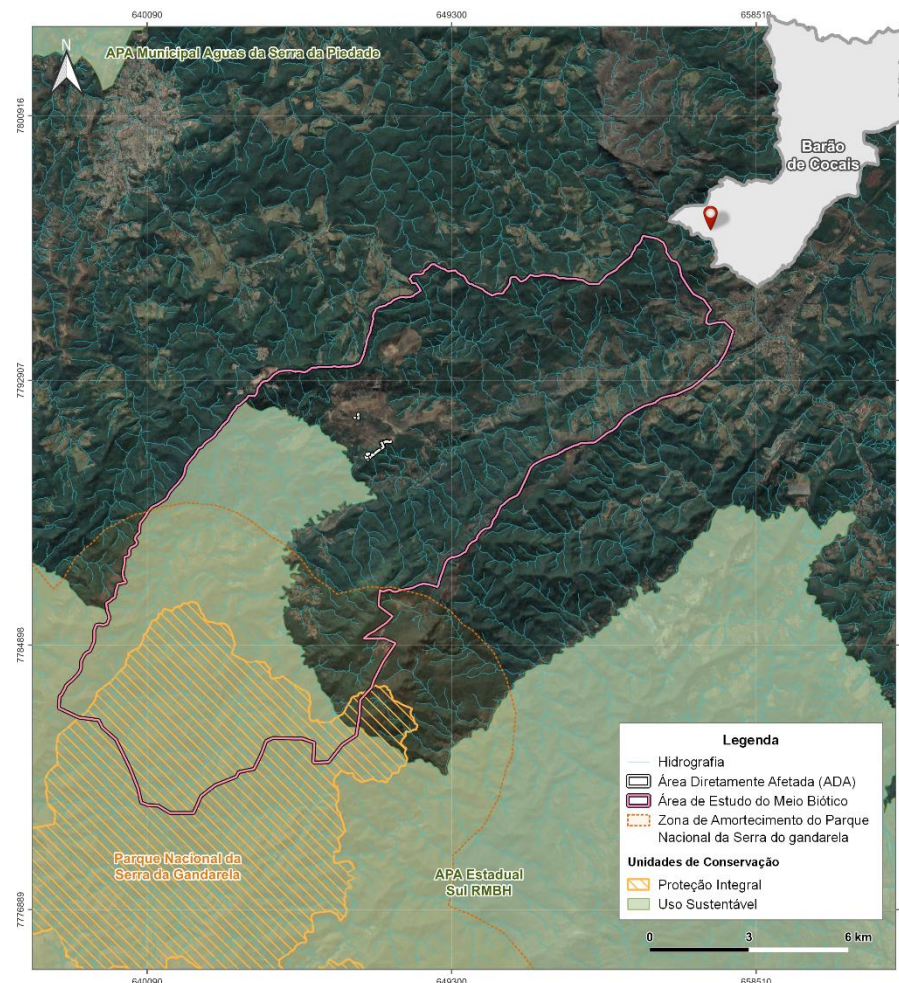 640090
649300
658510
N
APA Municipal Aguas da Serra da Piedade
7800916
Barão
de Cocais
7792907
7784898
Legenda
Hidrografia
Área Diretamente Afetada (ADA)
Área de Estudo do Meio Biótico
Zona de Amortecimento do Parque
Nacional da Serra do gandarela
Unidades de Conservação
Proteção Integral
Uso Sustentável
0 3 6 km
Parque Nacional da
Serra da Gandarela
APA Estadual
Sul RMBH
7776889
640090
649300
658510